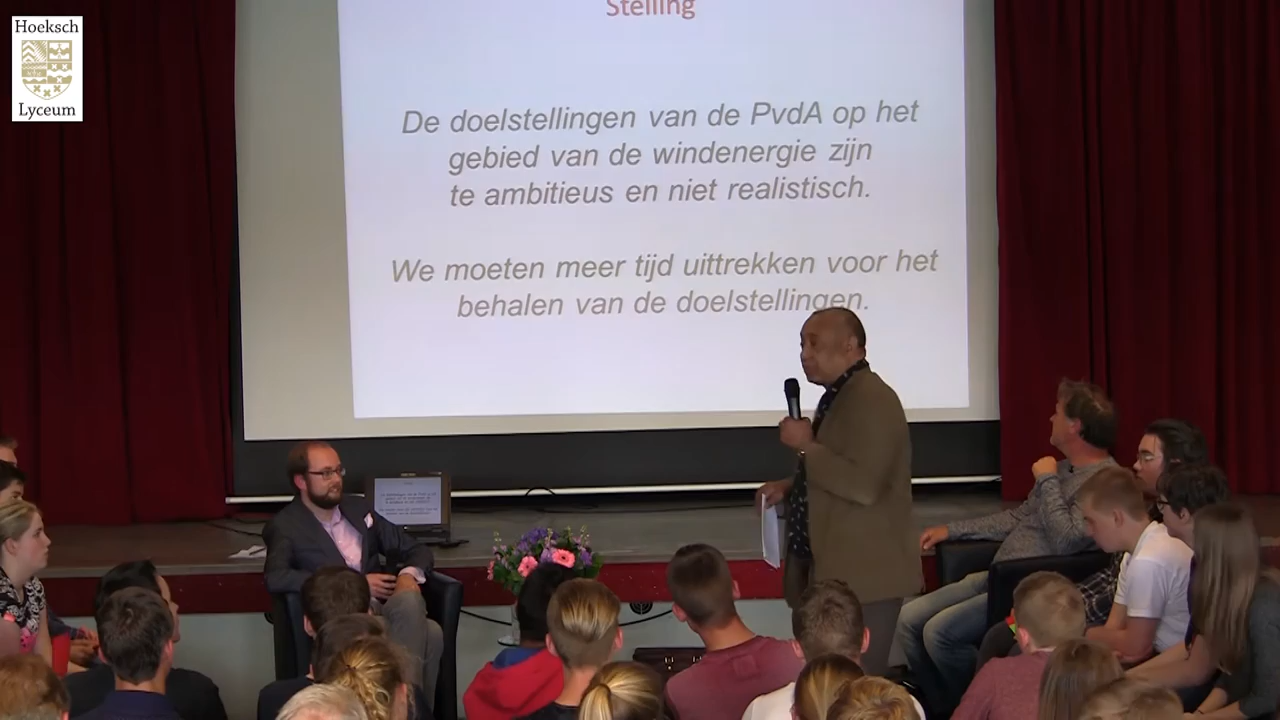 Hoeksch
Lyceum
Stelling
De doelstellingen van de PvdA op het
gebied van de windenergie zijn
te ambitieus en niet realistisch.
We moeten meer tijd uittrekken voor het
behalen van de doelstellingen.